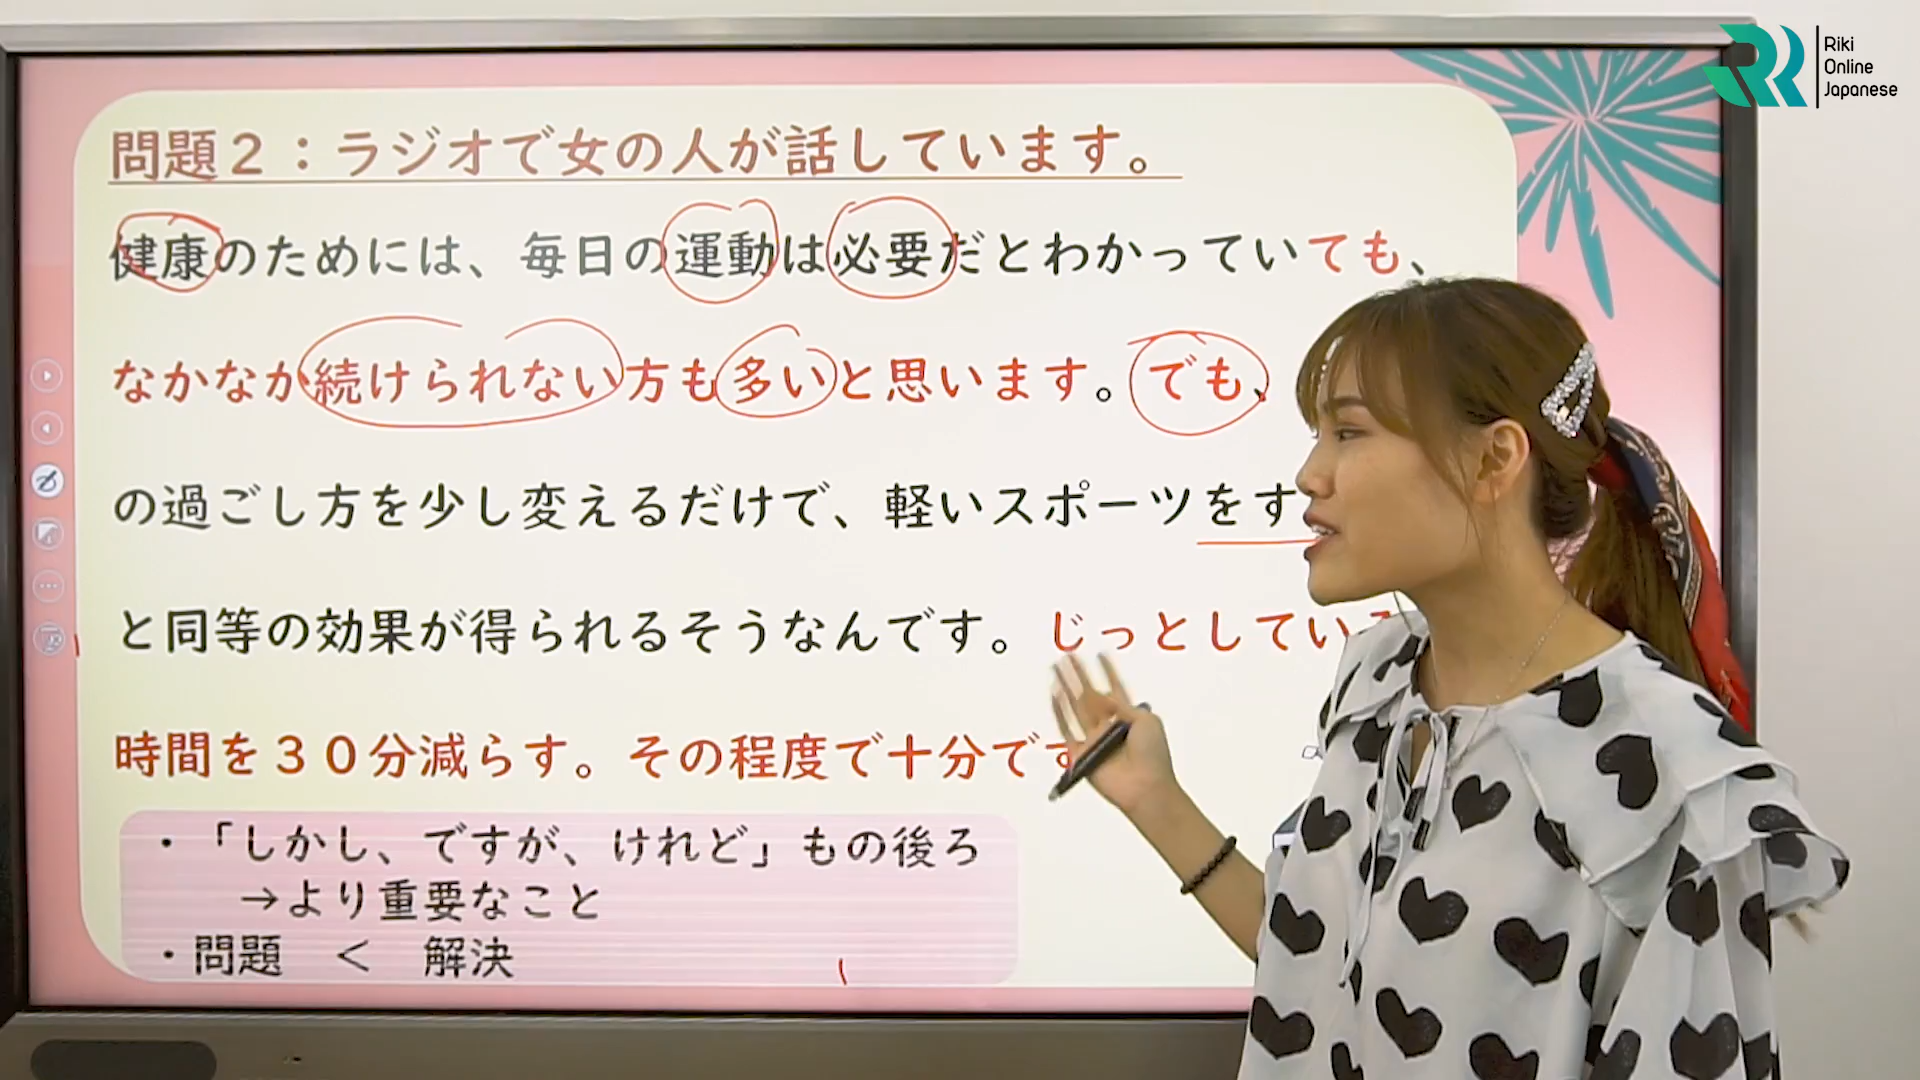 Riki
Online
Japanese
問題2：ラジオで女の人が話しています。
健康のためには、毎日の運動は必要だとわかっていても、
なかなか続けられない方も多いと思います。でも、
の過ごし方を少し変えるだけで、軽いスポーツをす
と同等の効果が得られるそうなんです。じっとしている
時間を30分減らす。その程度で十分です
・「しかし、ですが、けれど」もの後ろ
→より重要なこと
・問題 < 解決